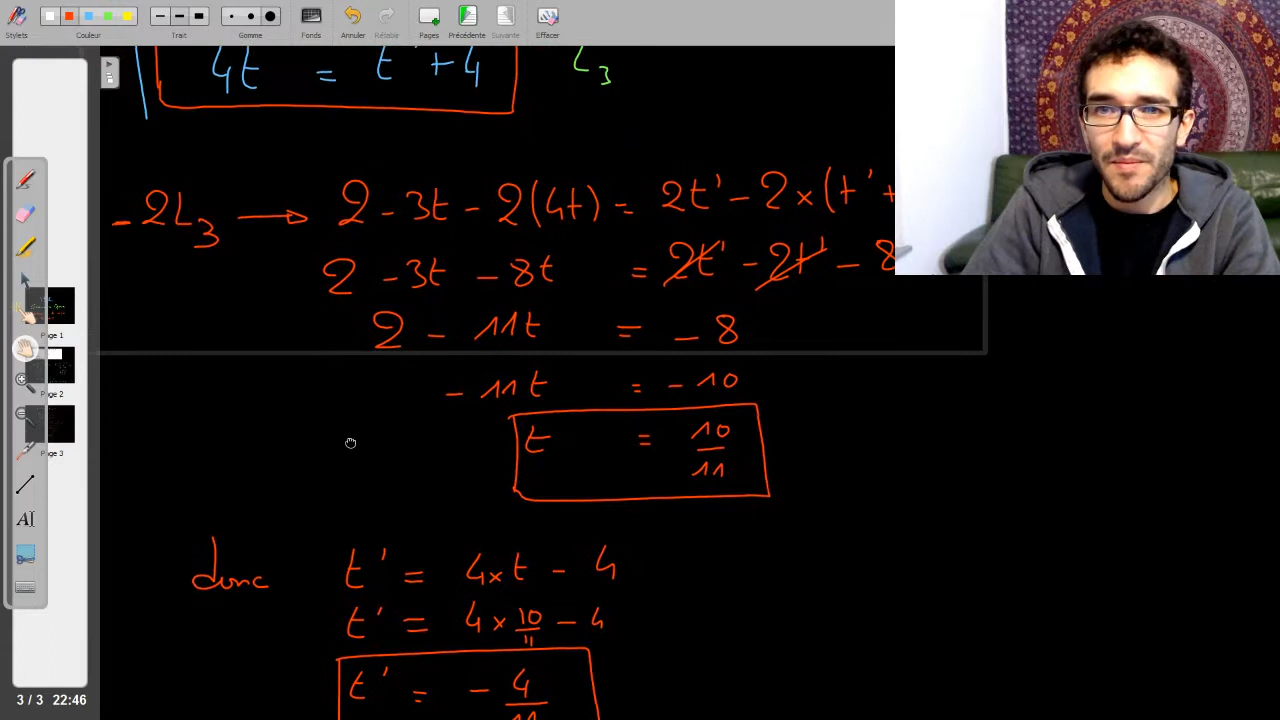 Stylets Couleur Trait Gomme Fonds Annuler Rétablir Pages Précédente Suivante Effacer
4t = t' + 4 L3
-2L3 → 2 - 3t - 2(4t) = 2t' - 2×(t' +
2 - 3t - 8t = 2t' - 2t' - 8
2 - 11t = - 8
- 11t = - 10
t = 10/11
donc t' = 4×t - 4
t' = 4 × 10/11 - 4
t' = - 4/11
Page 1
Page 2
Page 3
AI
3 / 3 22:46